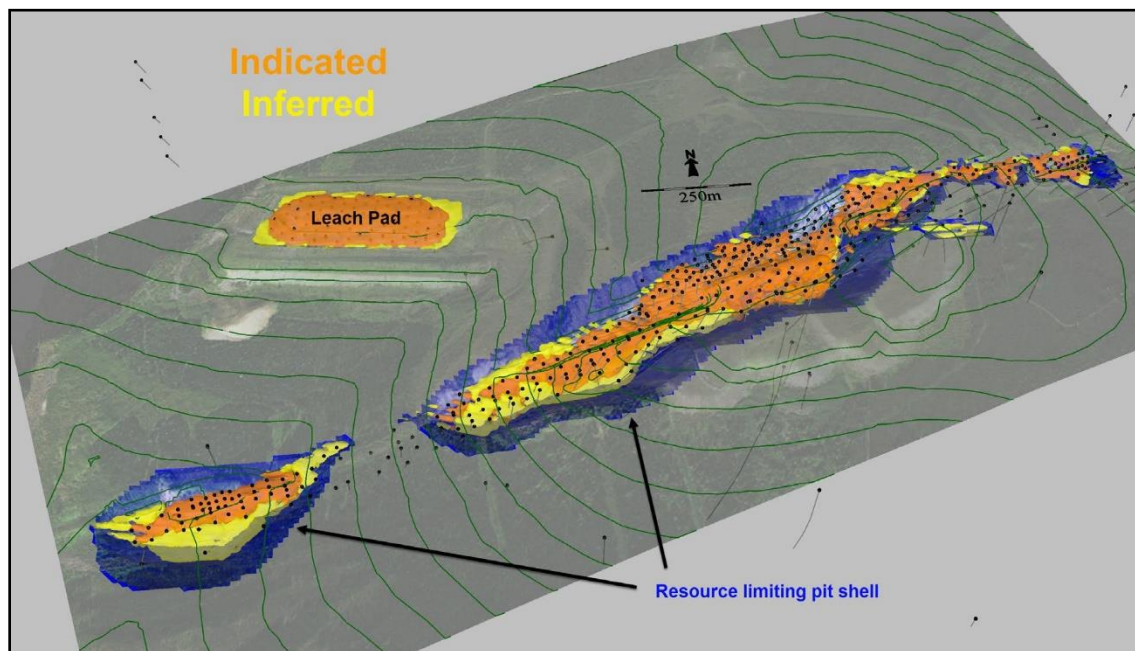 Indicated
Inferred
Leach Pad
N
250m
Resource limiting pit shell